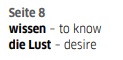 Seite 8
wissen – to know
die Lust – desire